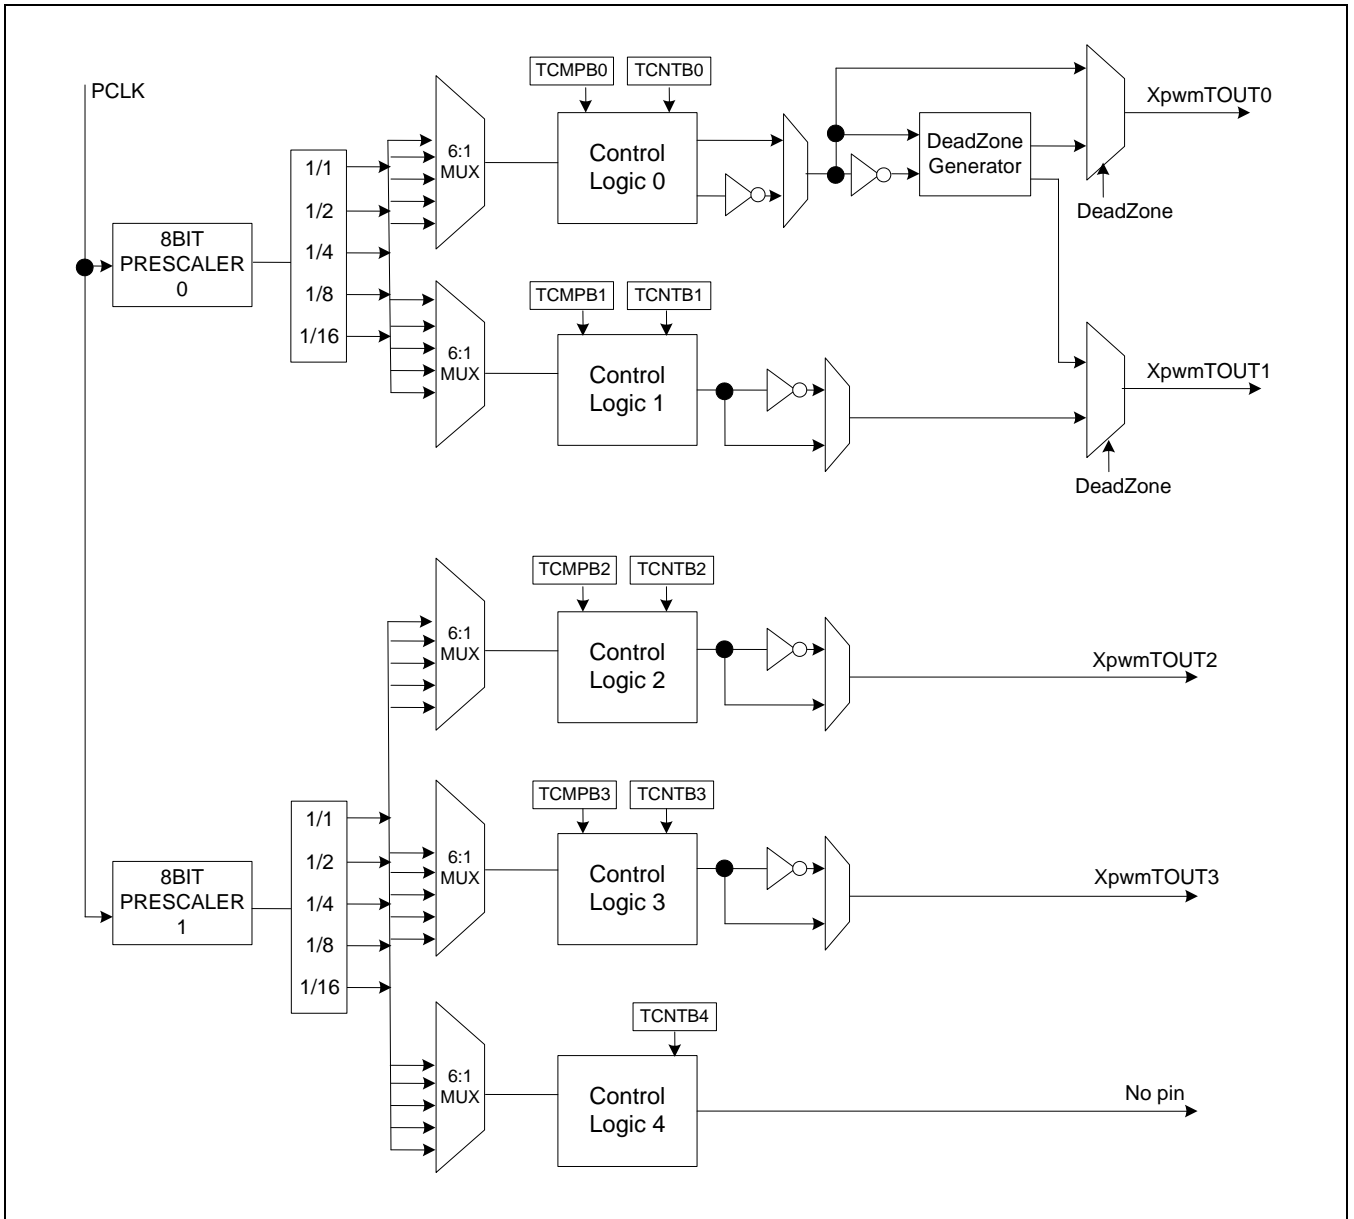 PCLK
TCMPB0
TCNTB0
XpwmTOUT0
6:1
MUX
Control
Logic 0
DeadZone
Generator
DeadZone
8BIT
PRESCALER
0
1/1
1/2
1/4
1/8
1/16
TCMPB1
TCNTB1
6:1
MUX
Control
Logic 1
XpwmTOUT1
DeadZone
TCMPB2
TCNTB2
6:1
MUX
Control
Logic 2
XpwmTOUT2
TCMPB3
TCNTB3
8BIT
PRESCALER
1
1/1
1/2
1/4
1/8
1/16
6:1
MUX
Control
Logic 3
XpwmTOUT3
TCNTB4
6:1
MUX
Control
Logic 4
No pin